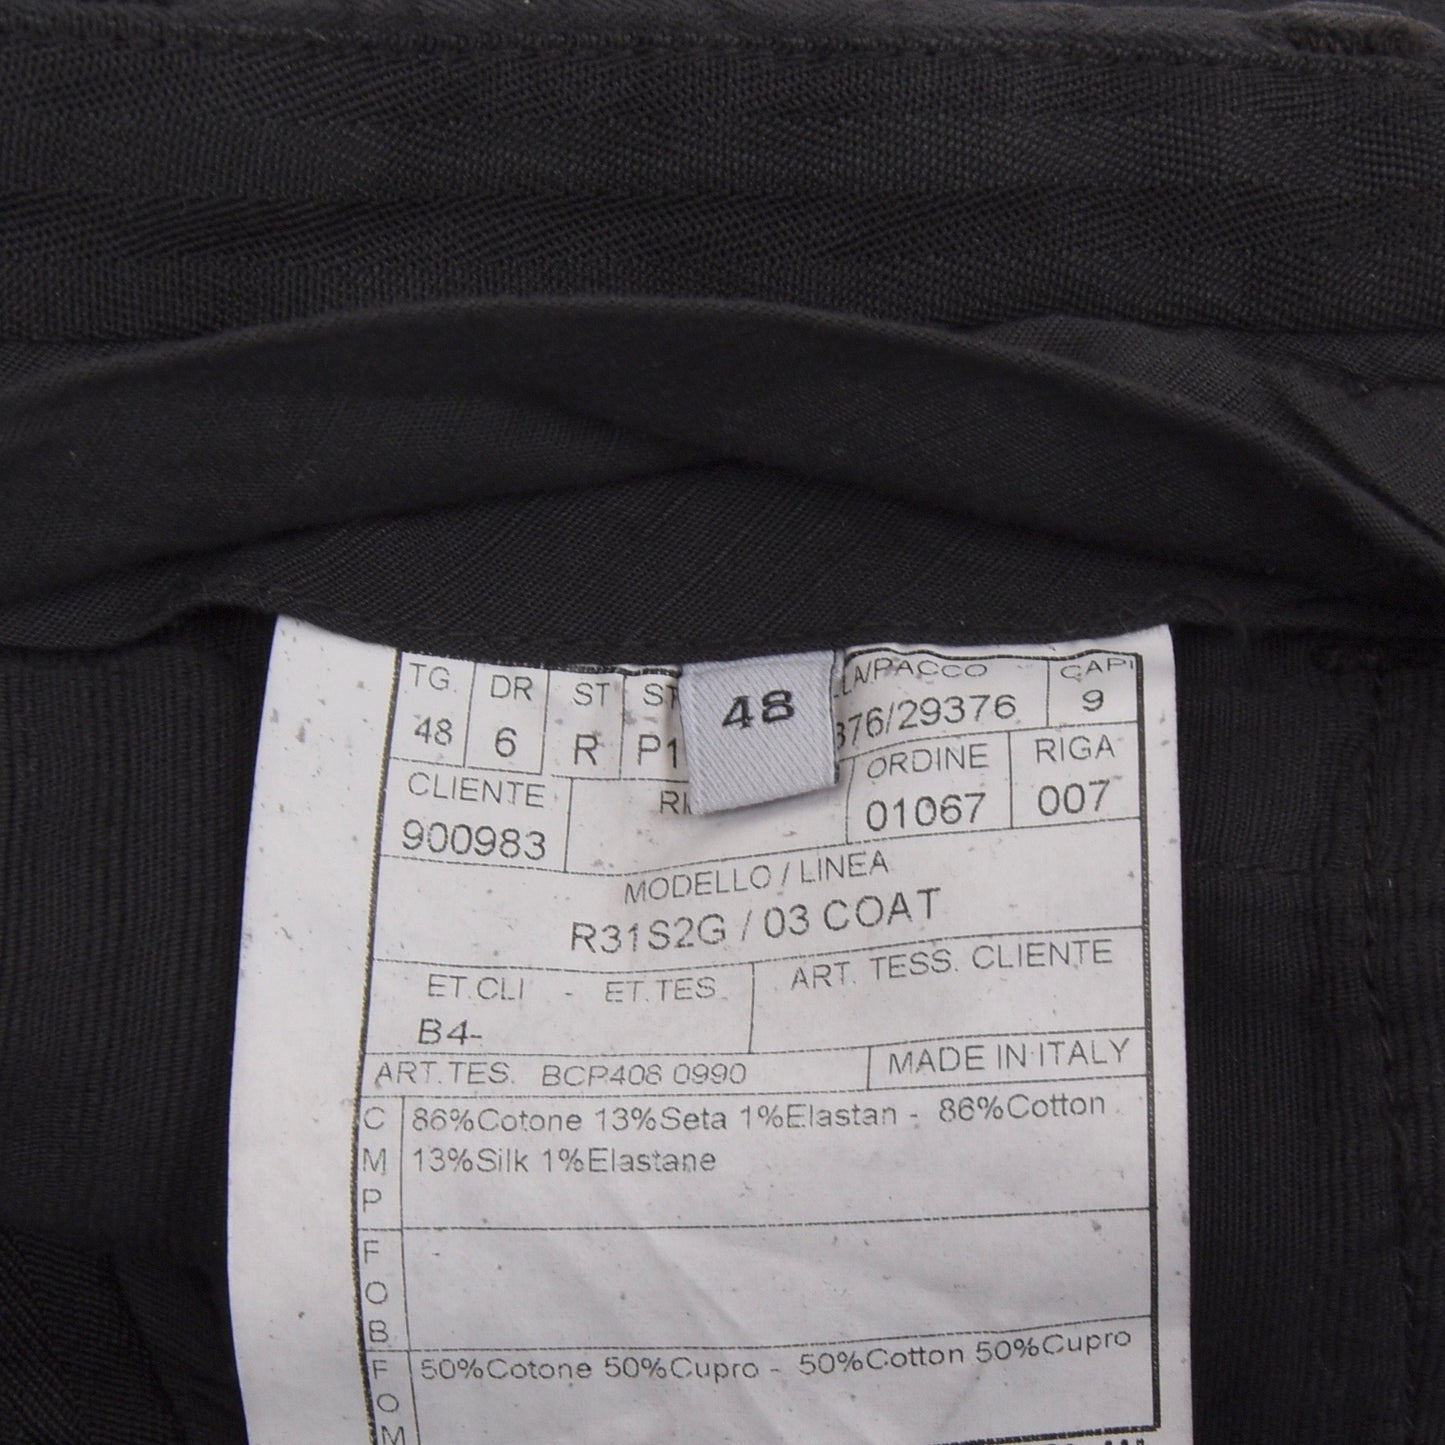 TG. DR ST ST /PACCO CAPI
48 6 R P1 48 376/29376 9
CLIENTE ORDINE RIGA
900983 01067 007
MODELLO / LINEA
R31S2G / 03 COAT
ET.CLI - ET.TES. ART. TESS. CLIENTE
B4-
ART.TES. BCP408 0990 MADE IN ITALY
C 86%Cotone 13%Seta 1%Elastan - 86%Cotton
M 13%Silk 1%Elastane
P
F
O
B
F 50%Cotone 50%Cupro - 50%Cotton 50%Cupro
O
M